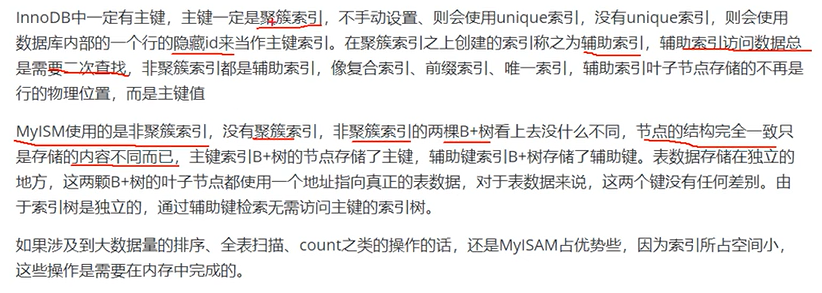 InnoDB中一定有主键，主键一定是聚簇索引，不手动设置、则会使用unique索引，没有unique索引，则会使用
数据库内部的一个行的隐藏id来当作主键索引。在聚簇索引之上创建的索引称之为辅助索引，辅助索引访问数据总
是需要二次查找，非聚簇索引都是辅助索引，像复合索引、前缀索引、唯一索引，辅助索引叶子节点存储的不再是
行的物理位置，而是主键值
MyISM使用的是非聚簇索引，没有聚簇索引，非聚簇索引的两棵B+树看上去没什么不同，节点的结构完全一致只
是存储的内容不同而已，主键索引B+树的节点存储了主键，辅助键索引B+树存储了辅助键。表数据存储在独立的
地方，这两颗B+树的叶子节点都使用一个地址指向真正的表数据，对于表数据来说，这两个键没有任何差别。由
于索引树是独立的，通过辅助键检索无需访问主键的索引树。
如果涉及到大数据量的排序、全表扫描、count之类的操作的话，还是MyISAM占优势些，因为索引所占空间小，
这些操作是需要在内存中完成的。